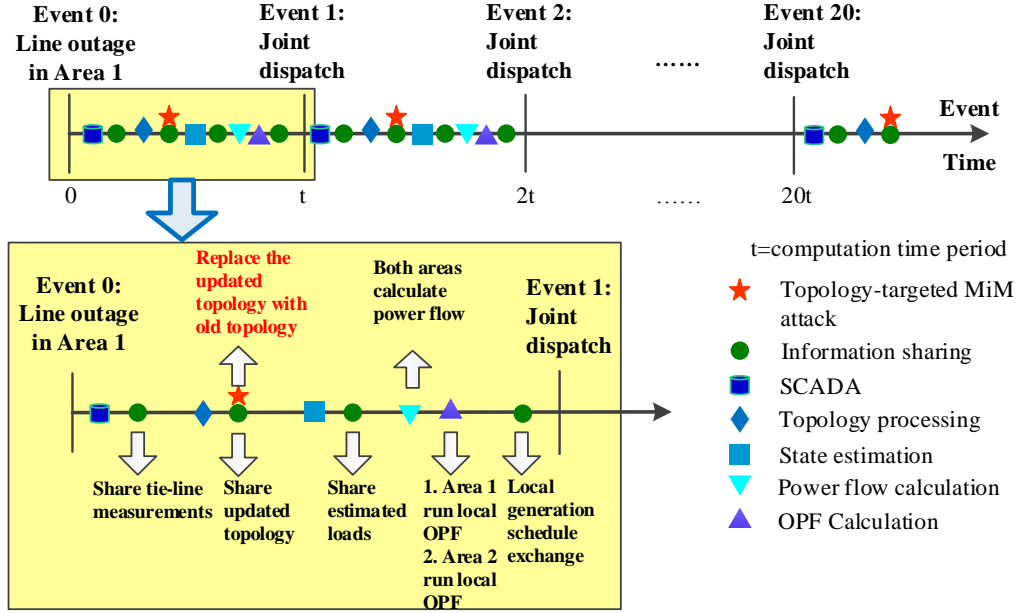 Event 0:
Line outage
in Area 1
Event 1:
Joint
dispatch
Event 2:
Joint
dispatch
......
Event 20:
Joint
dispatch
Event
Time
0
t
2t
......
20t
Event 0:
Line outage
in Area 1
Replace the
updated
topology with
old topology
Both areas
calculate
power flow
Event 1:
Joint
dispatch
Share tie-line
measurements
Share
updated
topology
Share
estimated
loads
1. Area 1
run local
OPF
2. Area 2
run local
OPF
Local
generation
schedule
exchange
t=computation time period
Topology-targeted MiM
attack
Information sharing
SCADA
Topology processing
State estimation
Power flow calculation
OPF Calculation